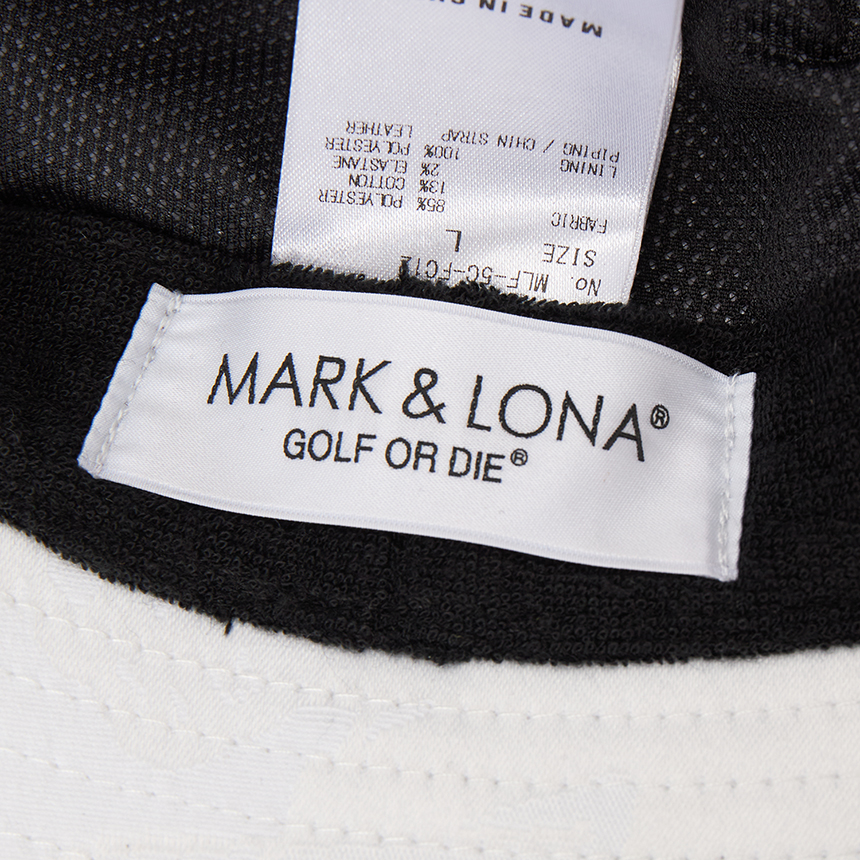 MARK & LONA®
GOLF OR DIE®
No. MLF-5C-FC12
SIZE L
FABRIC
85% POLYESTER
13% COTTON
2% ELASTANE
LINING 100% POLYESTER
PIPING / CHIN STRAP LEATHER
MADE IN